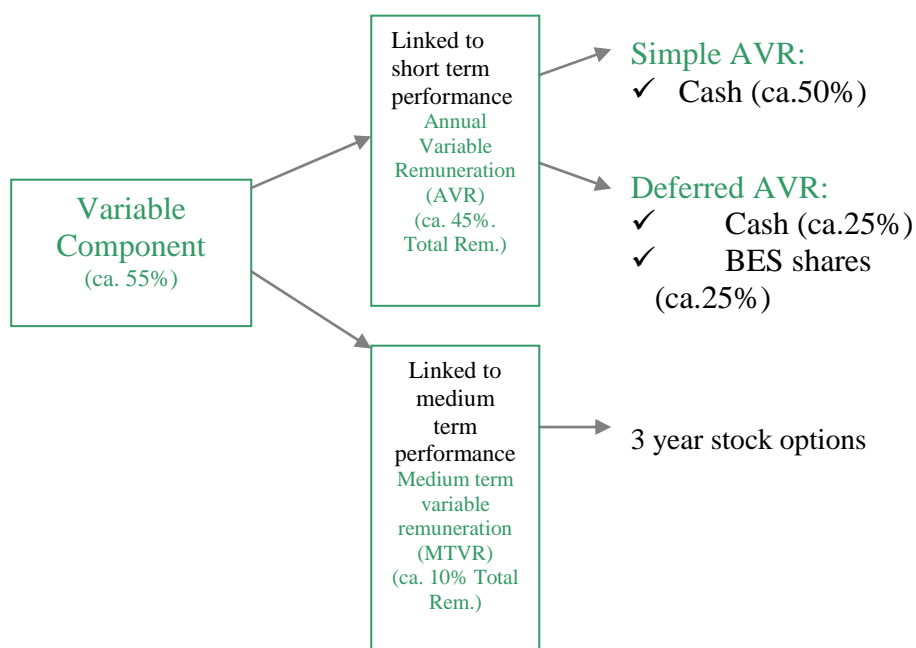 Variable
Component
(ca. 55%)
Linked to
short term
performance
Annual
Variable
Remuneration
(AVR)
(ca. 45%.
Total Rem.)
Simple AVR:
✓ Cash (ca.50%)
Deferred AVR:
✓ Cash (ca.25%)
✓ BES shares
(ca.25%)
Linked to
medium
term
performance
Medium term
variable
remuneration
(MTVR)
(ca. 10% Total
Rem.)
3 year stock options